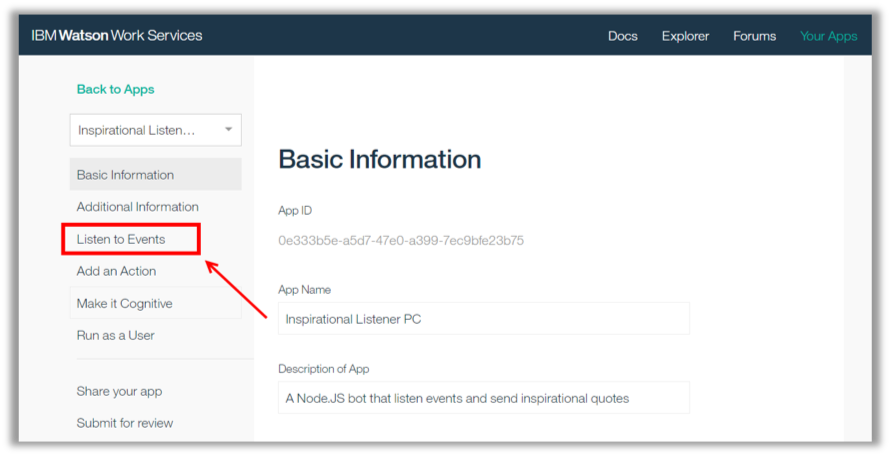 IBM Watson Work Services
Docs
Explorer
Forums
Your Apps
Back to Apps
Inspirational Listen...
Basic Information
Additional Information
Listen to Events
Add an Action
Make it Cognitive
Run as a User
Share your app
Submit for review
Basic Information
App ID
0e333b5e-a5d7-47e0-a399-7ec9bfe23b75
App Name
Inspirational Listener PC
Description of App
A Node.JS bot that listen events and send inspirational quotes